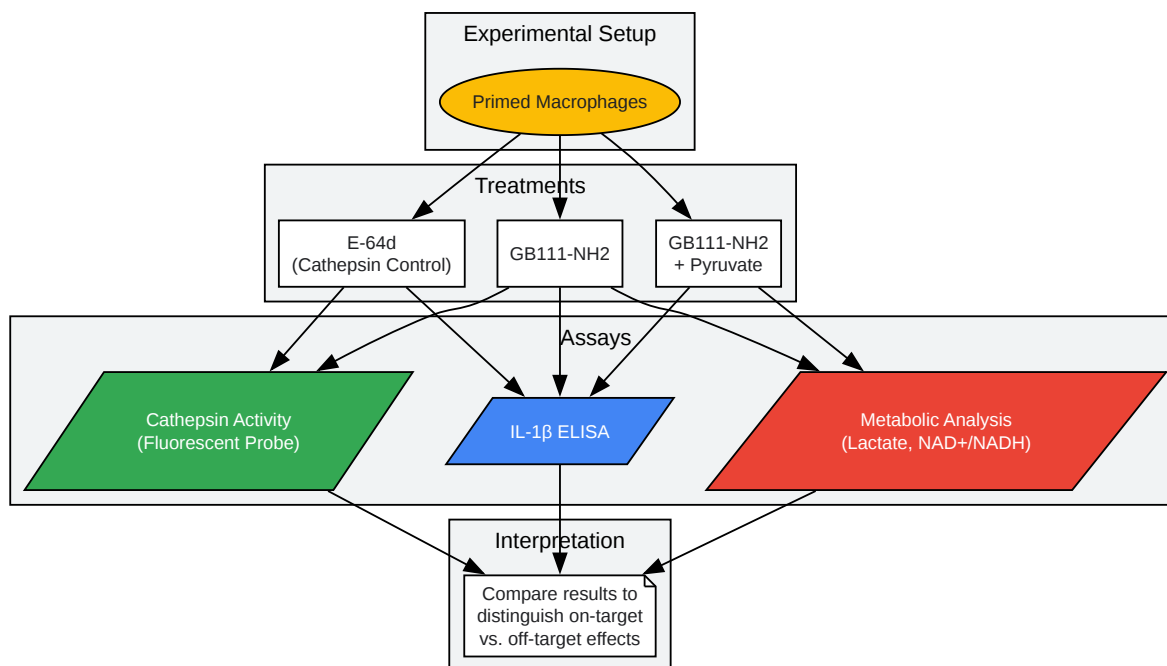 Experimental Setup
Primed Macrophages
Treatments
E-64d
(Cathepsin Control)
GB111-NH2
GB111-NH2
+ Pyruvate
Assays
Cathepsin Activity
(Fluorescent Probe)
IL-1β ELISA
Metabolic Analysis
(Lactate, NAD+/NADH)
Interpretation
Compare results to
distinguish on-target
vs. off-target effects